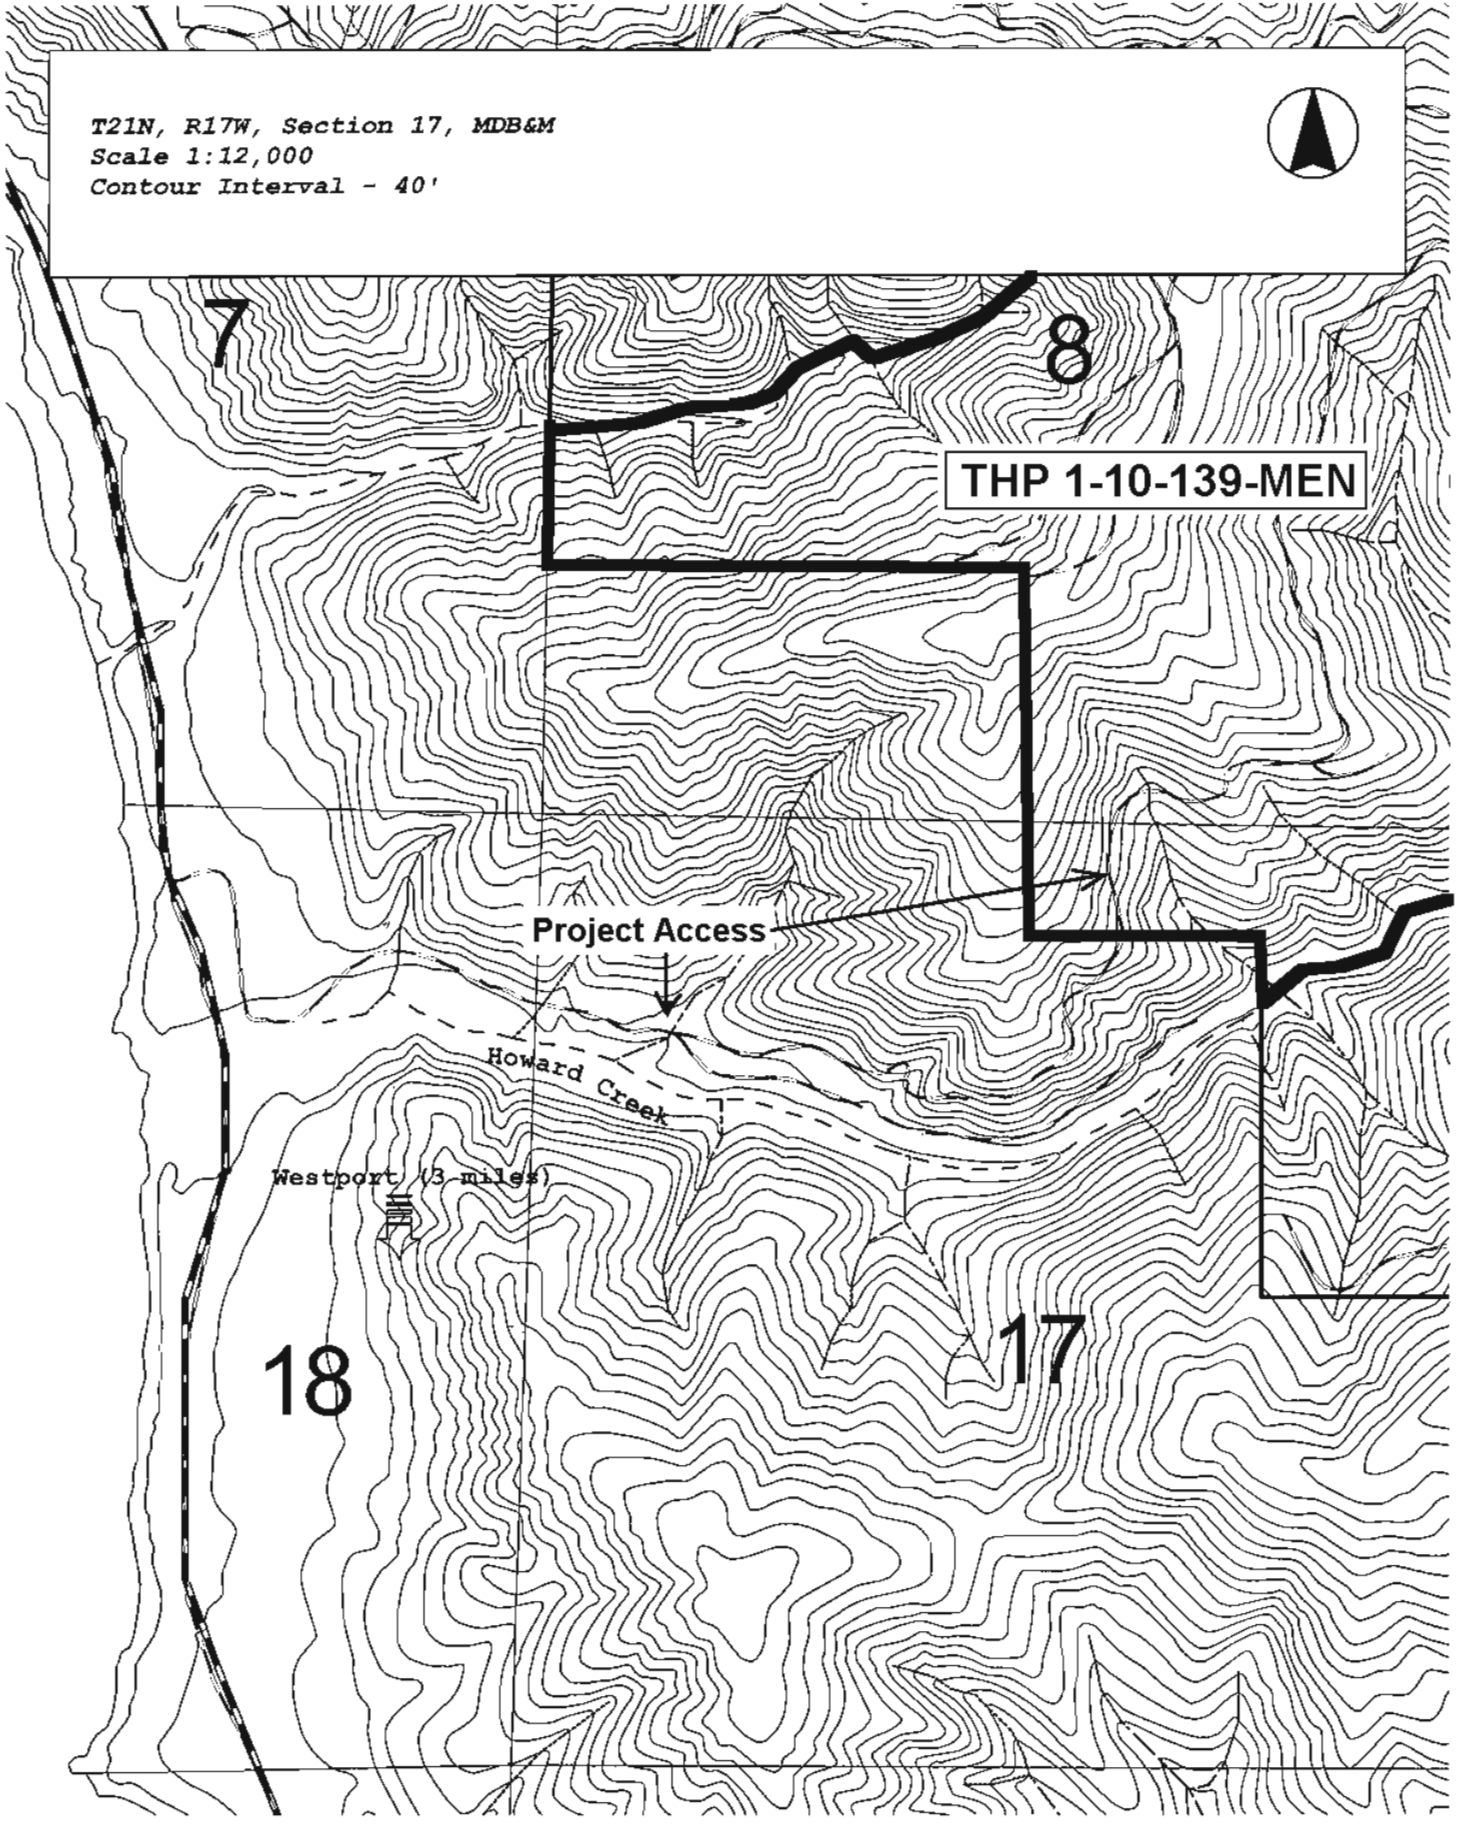 T21N, R17W, Section 17, MDB&M
Scale 1:12,000
Contour Interval - 40'
7
8
THP 1-10-139-MEN
Project Access
Howard Creek
Westport (3 miles)
18
17